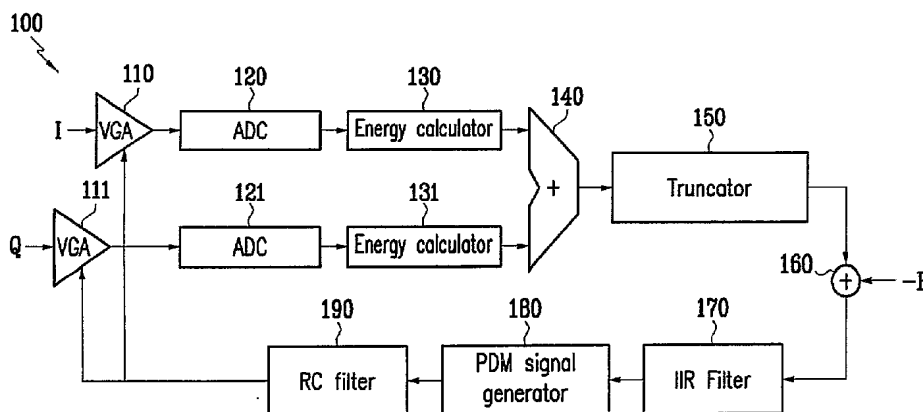 100
110
120
130
140
150
I
VGA
ADC
Energy calculator
Truncator
111
121
131
+
Q
VGA
ADC
Energy calculator
160
+
190
180
170
RC filter
PDM signal
generator
IIR Filter